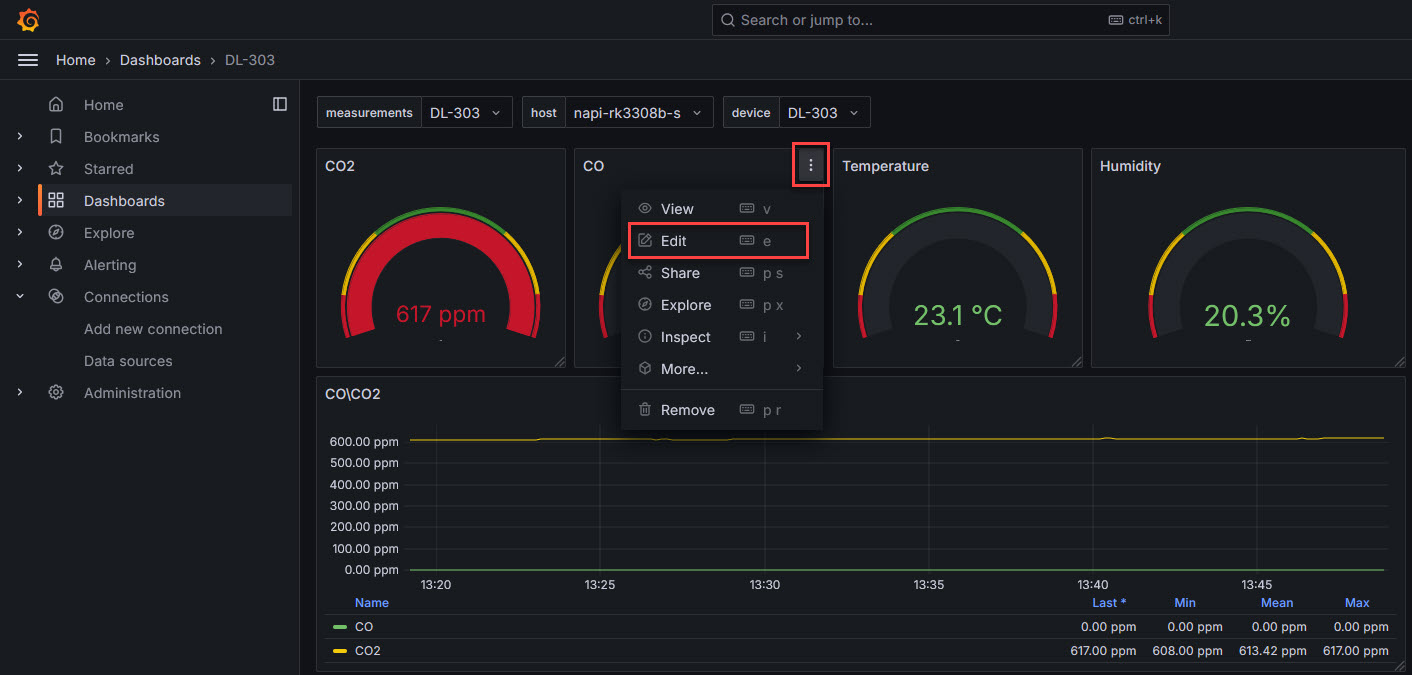 Search or jump to... ctrl+k
Home › Dashboards › DL-303
Home
Bookmarks
Starred
Dashboards
Explore
Alerting
Connections
Add new connection
Data sources
Administration
measurements DL-303 host napi-rk3308b-s device DL-303
CO2
617 ppm
-
CO
View v
Edit e
Share p s
Explore p x
Inspect i
More...
Remove p r
Temperature
23.1 °C
-
Humidity
20.3%
-
CO\CO2
600.00 ppm
500.00 ppm
400.00 ppm
300.00 ppm
200.00 ppm
100.00 ppm
0.00 ppm
13:20 13:25 13:30 13:35 13:40 13:45
Name Last * Min Mean Max
CO 0.00 ppm 0.00 ppm 0.00 ppm 0.00 ppm
CO2 617.00 ppm 608.00 ppm 613.42 ppm 617.00 ppm